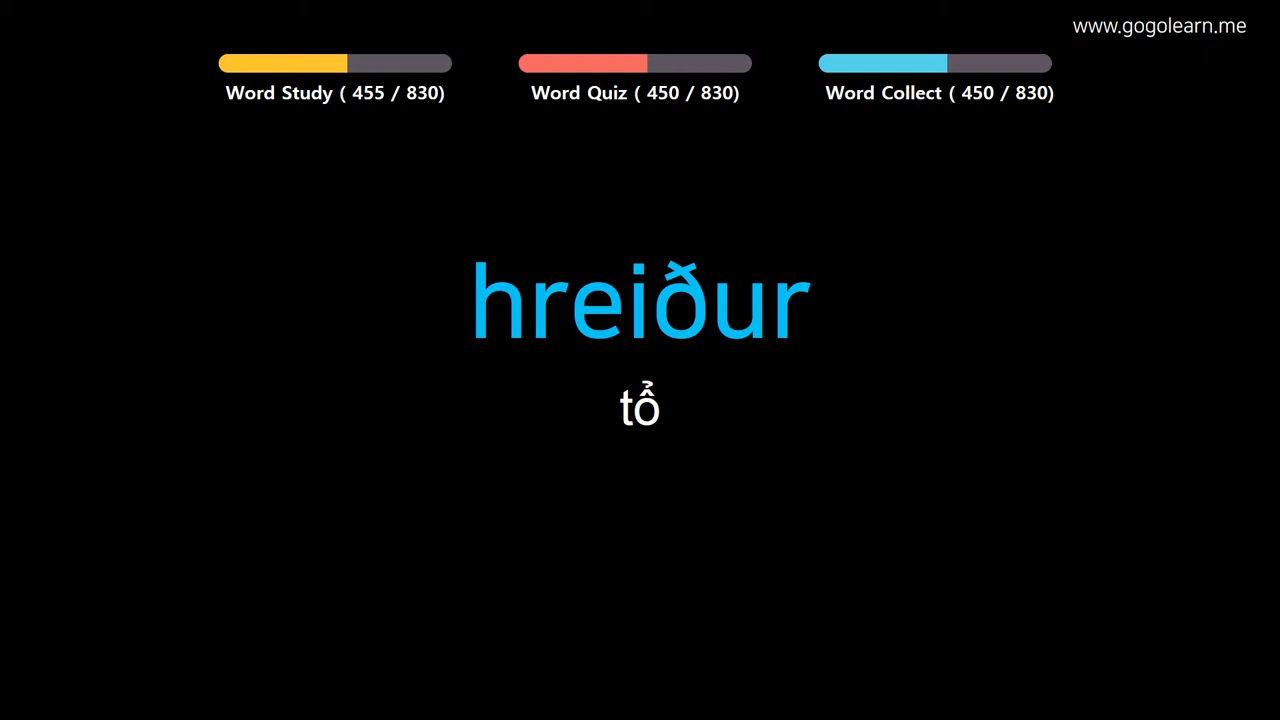 www.gogolearn.me
Word Study ( 455 / 830)
Word Quiz ( 450 / 830)
Word Collect ( 450 / 830)
hreiður
tổ